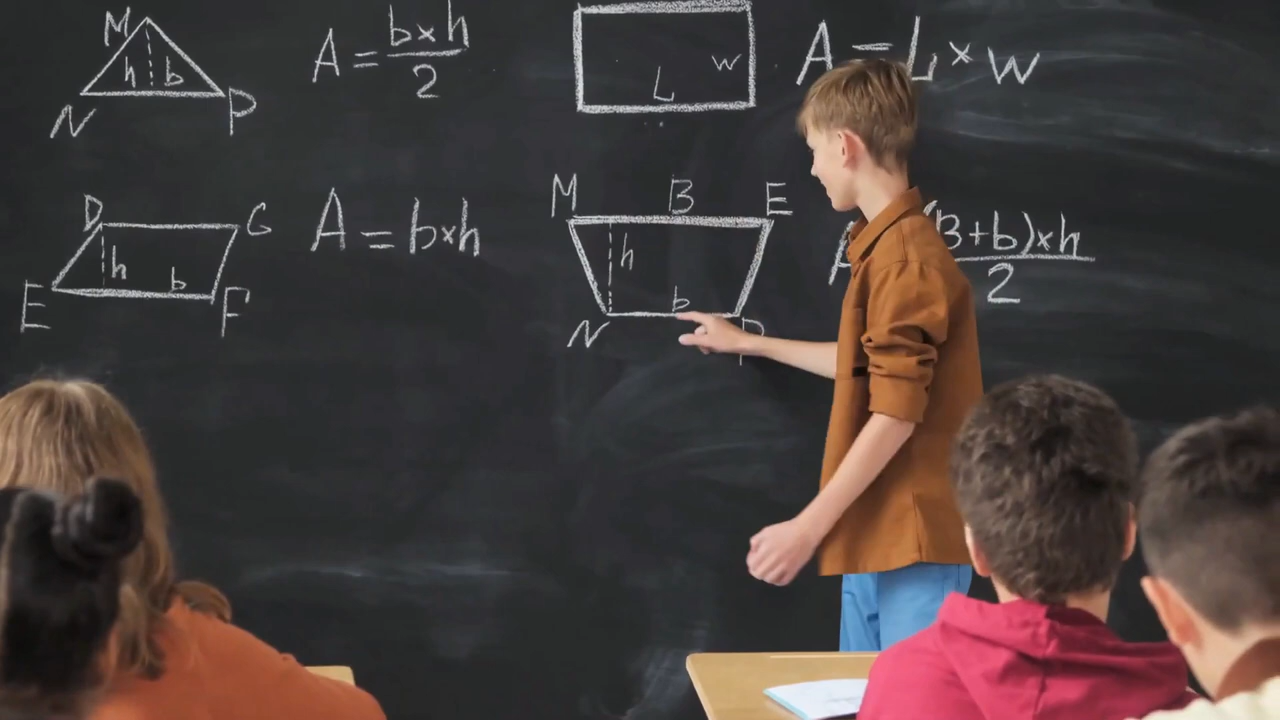 M
h b
N P
A = b×h
2
L W
A = L × W
D G
h b
E F
A = b×h
M B E
h
b
N P
B+b)×h
2